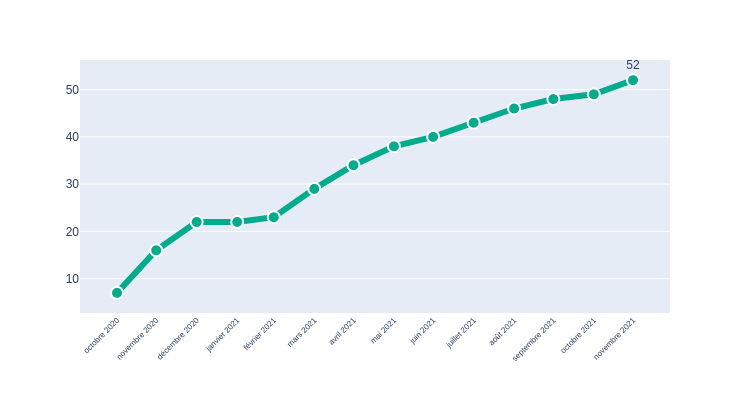 52
50
40
30
20
10
octobre 2020
novembre 2020
décembre 2020
janvier 2021
février 2021
mars 2021
avril 2021
mai 2021
juin 2021
juillet 2021
août 2021
septembre 2021
octobre 2021
novembre 2021